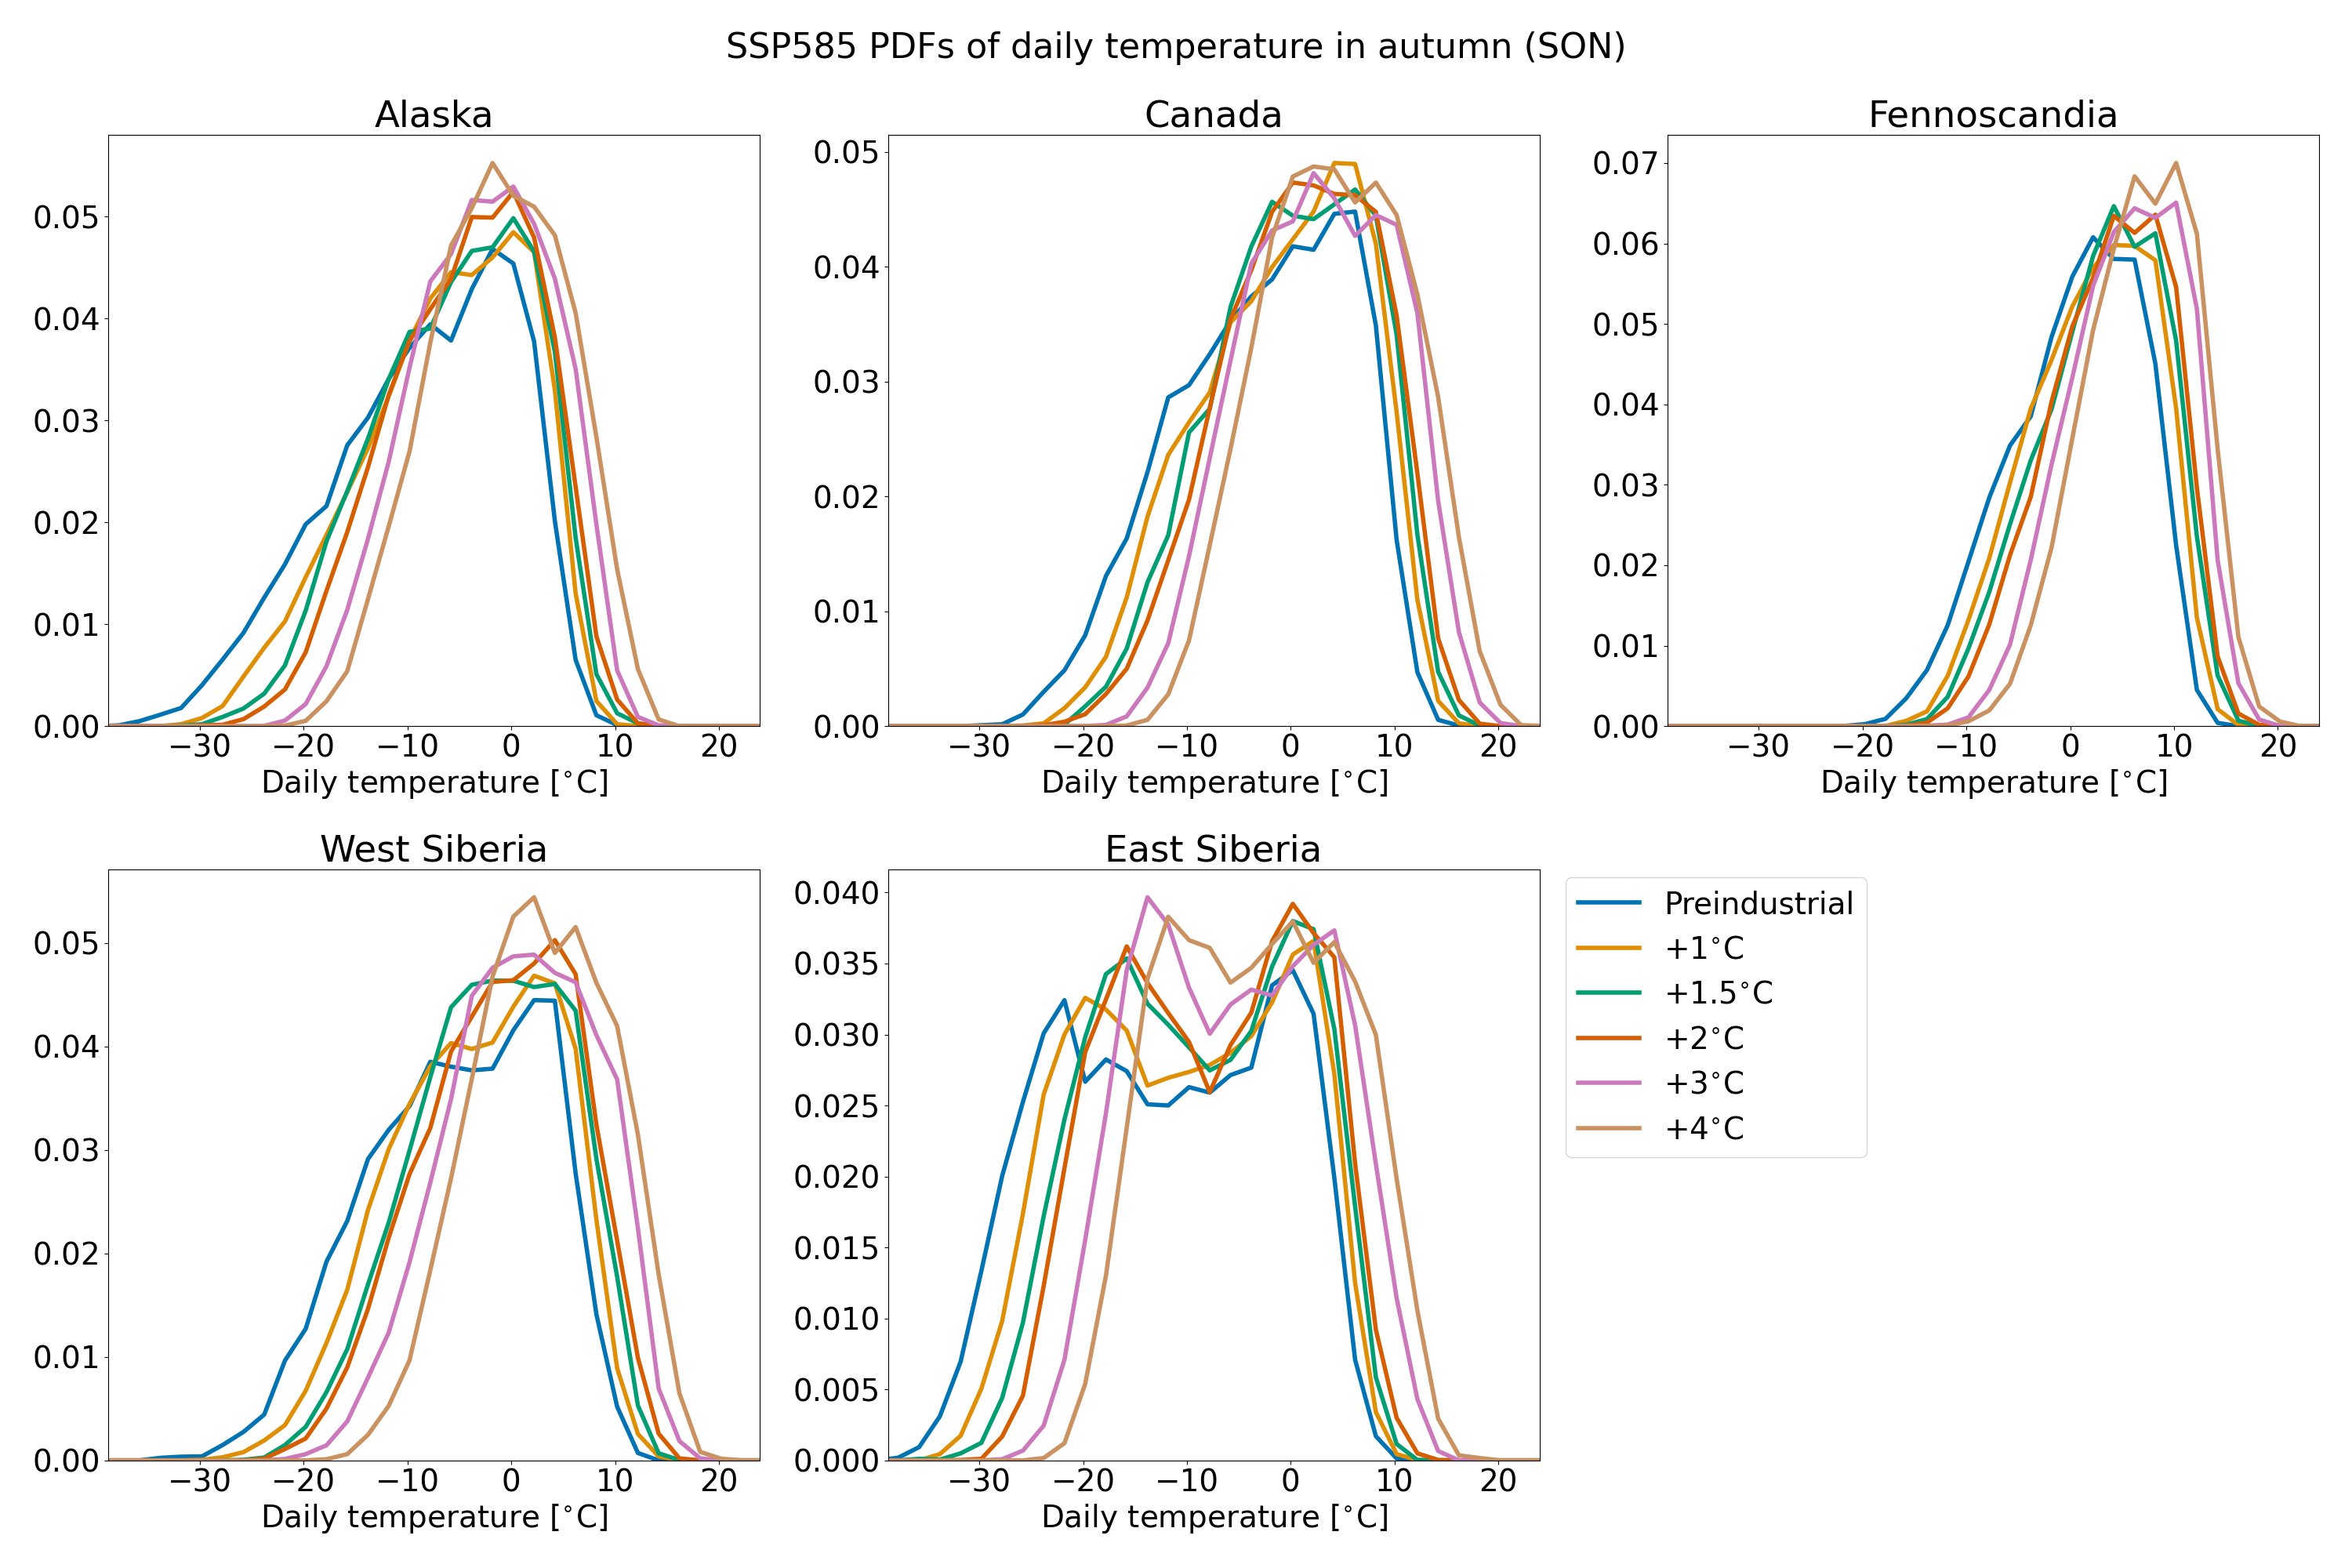 SSP585 PDFs of daily temperature in autumn (SON)
Alaska
0.05
0.04
0.03
0.02
0.01
0.00
−30 −20 −10 0 10 20
Daily temperature [°C]
Canada
0.05
0.04
0.03
0.02
0.01
0.00
−30 −20 −10 0 10 20
Daily temperature [°C]
Fennoscandia
0.07
0.06
0.05
0.04
0.03
0.02
0.01
0.00
−30 −20 −10 0 10 20
Daily temperature [°C]
West Siberia
0.05
0.04
0.03
0.02
0.01
0.00
−30 −20 −10 0 10 20
Daily temperature [°C]
East Siberia
0.040
0.035
0.030
0.025
0.020
0.015
0.010
0.005
0.000
−30 −20 −10 0 10 20
Daily temperature [°C]
Preindustrial
+1°C
+1.5°C
+2°C
+3°C
+4°C